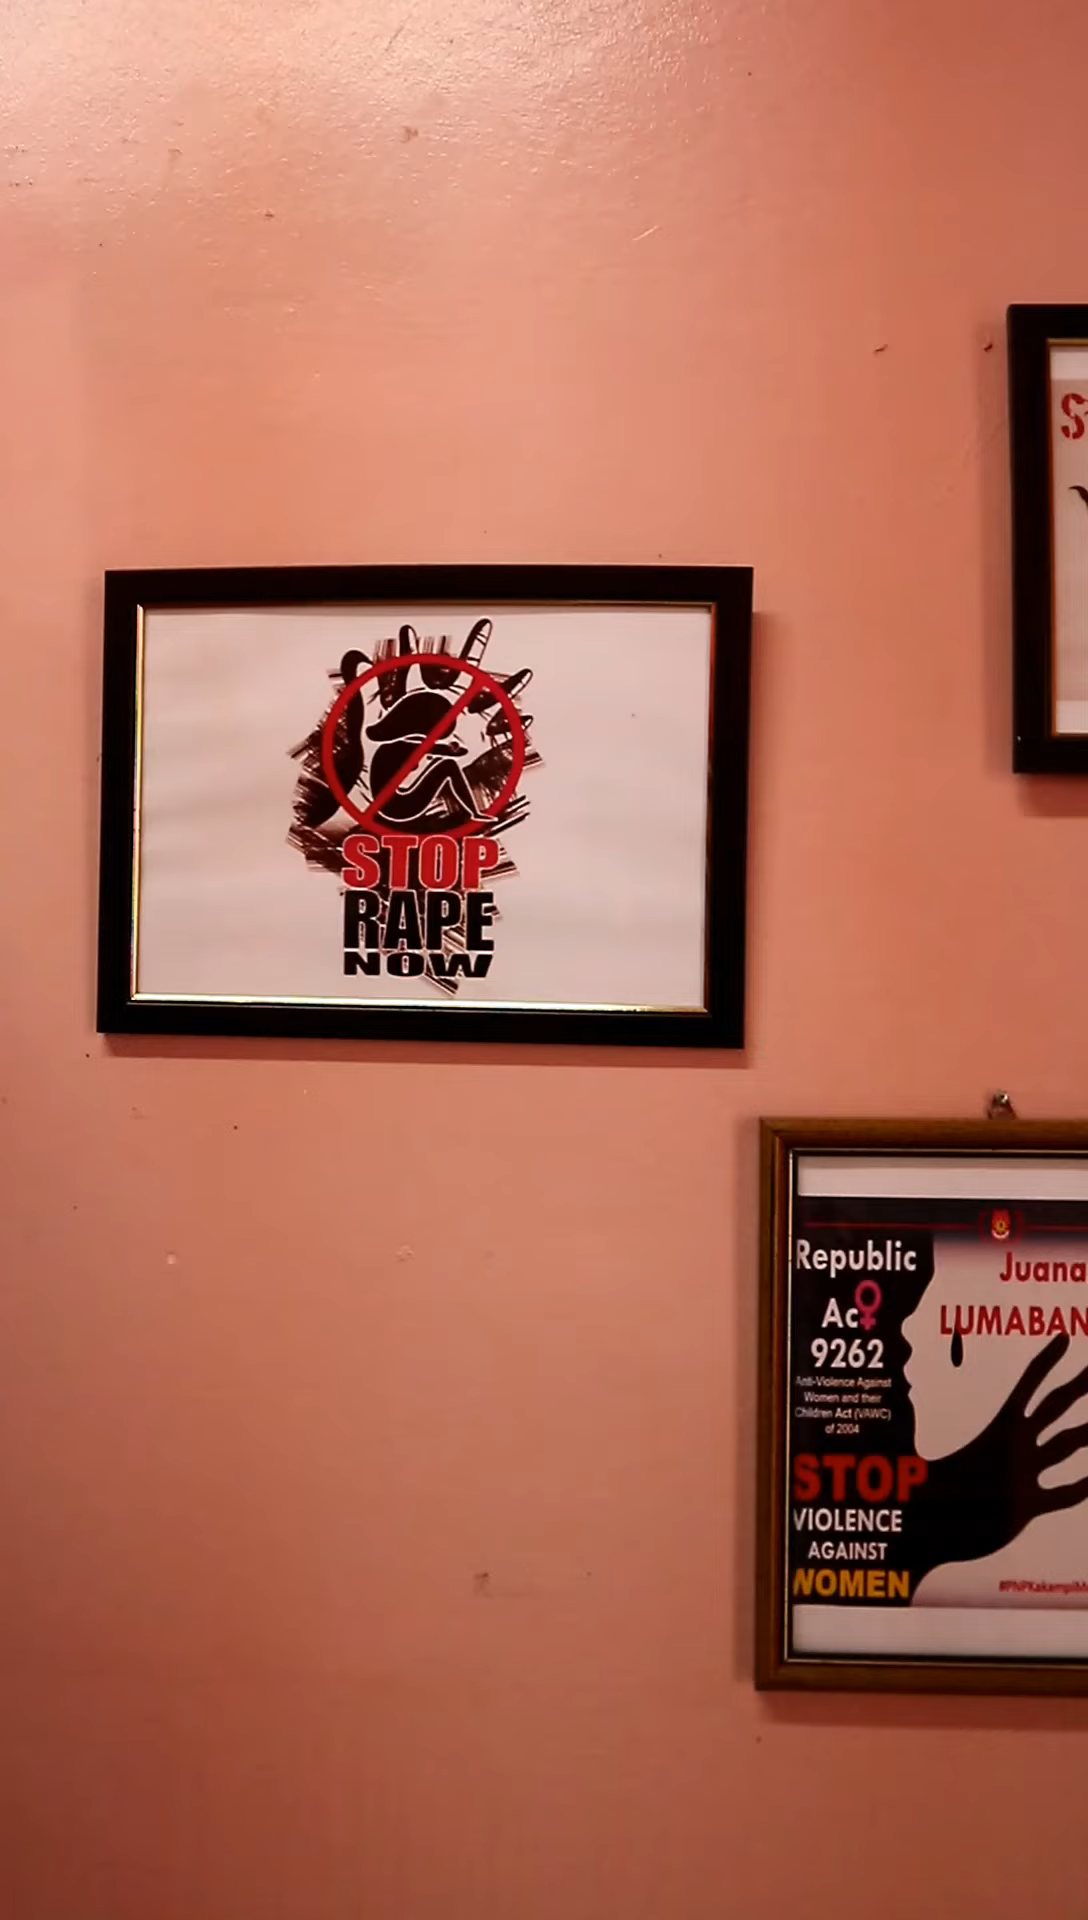 STOP
RAPE
NOW
Republic
Act
9262
Anti-Violence Against
Women and their
Children Act (VAWC)
of 2004
STOP
VIOLENCE
AGAINST
WOMEN
Juana
LUMABAN